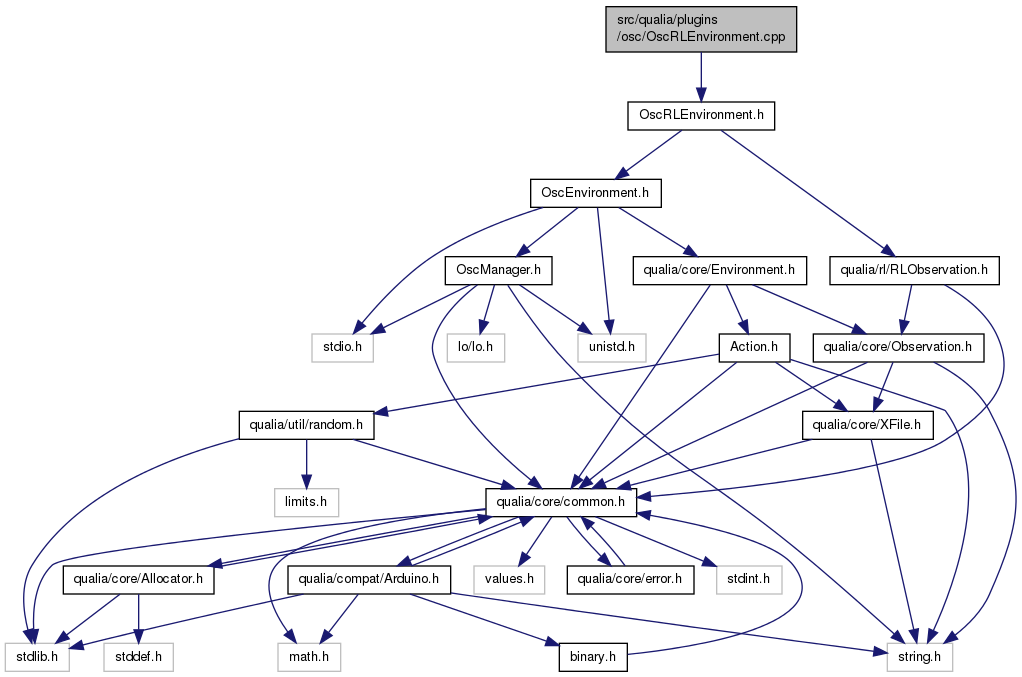 src/qualia/plugins
/osc/OscRLEnvironment.cpp
OscRLEnvironment.h
OscEnvironment.h
OscManager.h
qualia/core/Environment.h
qualia/rl/RLObservation.h
stdio.h
lo/lo.h
unistd.h
Action.h
qualia/core/Observation.h
qualia/util/random.h
qualia/core/XFile.h
limits.h
qualia/core/common.h
qualia/core/Allocator.h
qualia/compat/Arduino.h
values.h
qualia/core/error.h
stdint.h
stdlib.h
stddef.h
math.h
binary.h
string.h